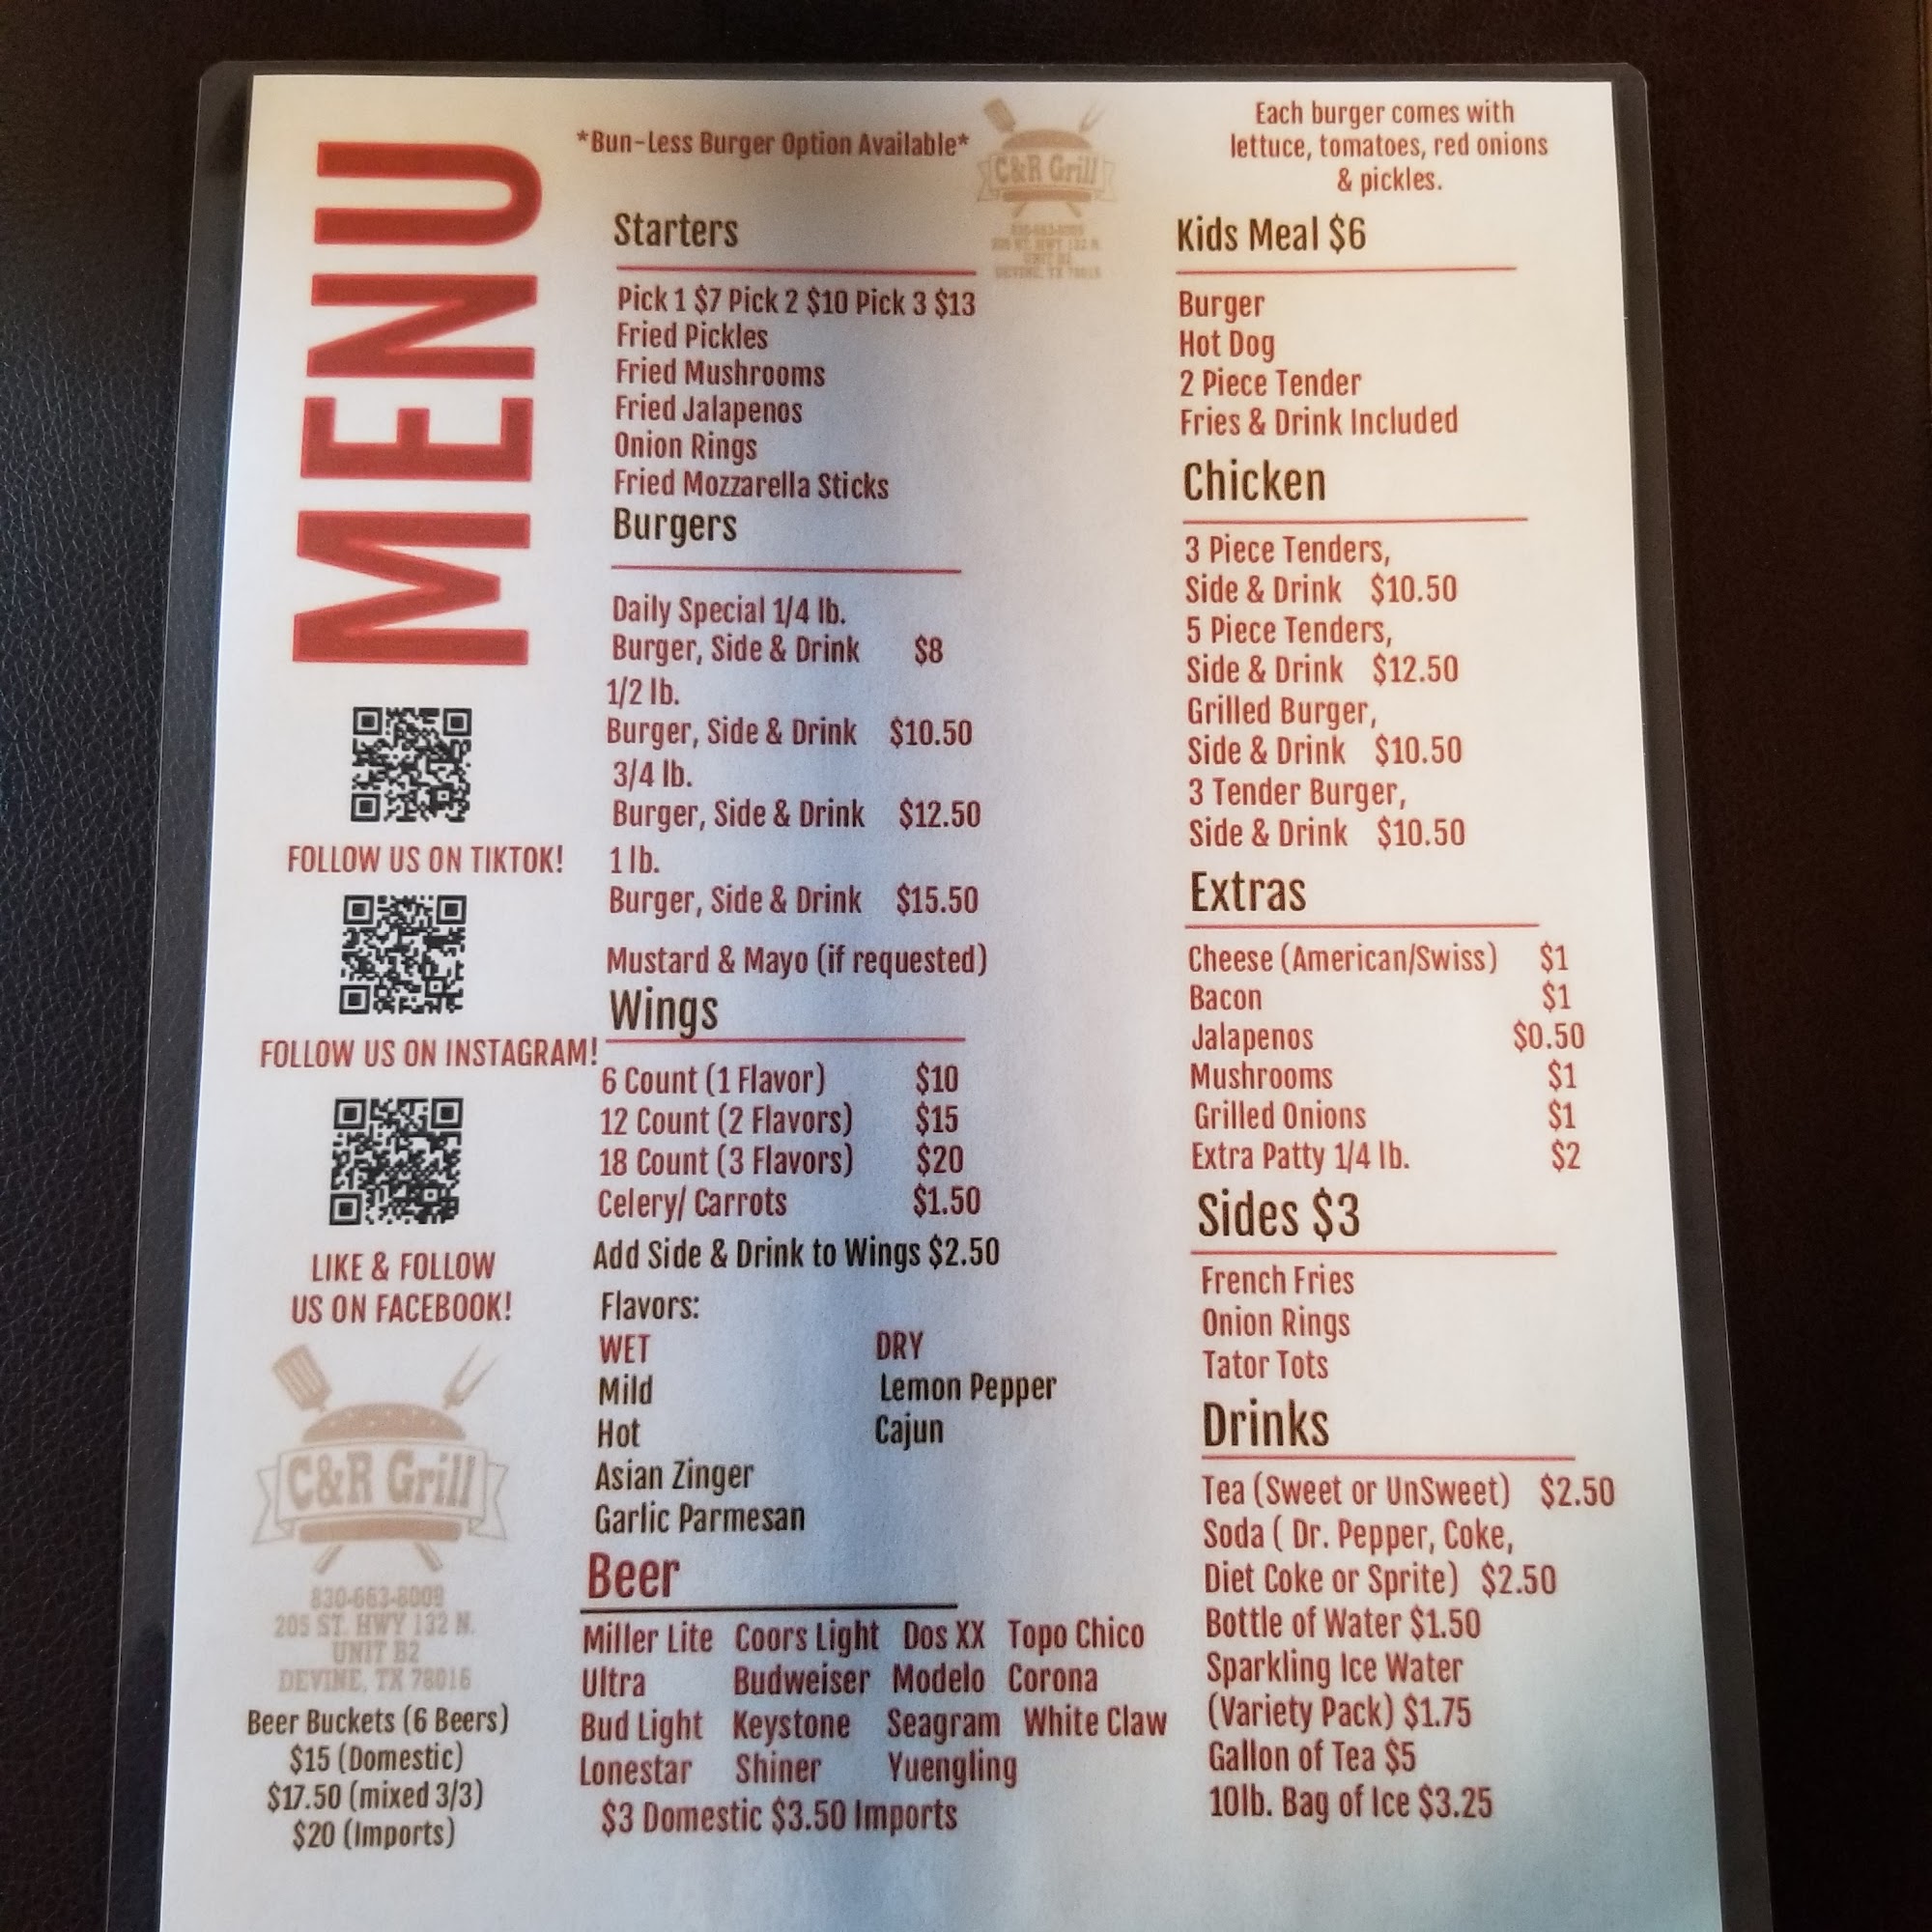 MENU
FOLLOW US ON TIKTOK!
FOLLOW US ON INSTAGRAM!
LIKE & FOLLOW
US ON FACEBOOK!
C&R Grill
830-663-8009
205 ST. HWY 132 N.
UNIT B2
DEVINE, TX 78016
Beer Buckets (6 Beers)
$15 (Domestic)
$17.50 (mixed 3/3)
$20 (Imports)
*Bun-Less Burger Option Available*
C&R Grill
830-663-8009
205 ST. HWY 132 N.
UNIT B2
DEVINE, TX 78016
Starters
Pick 1 $7 Pick 2 $10 Pick 3 $13
Fried Pickles
Fried Mushrooms
Fried Jalapenos
Onion Rings
Fried Mozzarella Sticks
Burgers
Daily Special 1/4 lb.
Burger, Side & Drink $8
1/2 lb.
Burger, Side & Drink $10.50
3/4 lb.
Burger, Side & Drink $12.50
1 lb.
Burger, Side & Drink $15.50
Mustard & Mayo (if requested)
Wings
6 Count (1 Flavor) $10
12 Count (2 Flavors) $15
18 Count (3 Flavors) $20
Celery/ Carrots $1.50
Add Side & Drink to Wings $2.50
Flavors:
WET DRY
Mild Lemon Pepper
Hot Cajun
Asian Zinger
Garlic Parmesan
Beer
Miller Lite Coors Light Dos XX Topo Chico
Ultra Budweiser Modelo Corona
Bud Light Keystone Seagram White Claw
Lonestar Shiner Yuengling
$3 Domestic $3.50 Imports
Each burger comes with
lettuce, tomatoes, red onions
& pickles.
Kids Meal $6
Burger
Hot Dog
2 Piece Tender
Fries & Drink Included
Chicken
3 Piece Tenders,
Side & Drink $10.50
5 Piece Tenders,
Side & Drink $12.50
Grilled Burger,
Side & Drink $10.50
3 Tender Burger,
Side & Drink $10.50
Extras
Cheese (American/Swiss) $1
Bacon $1
Jalapenos $0.50
Mushrooms $1
Grilled Onions $1
Extra Patty 1/4 lb. $2
Sides $3
French Fries
Onion Rings
Tator Tots
Drinks
Tea (Sweet or UnSweet) $2.50
Soda ( Dr. Pepper, Coke,
Diet Coke or Sprite) $2.50
Bottle of Water $1.50
Sparkling Ice Water
(Variety Pack) $1.75
Gallon of Tea $5
10lb. Bag of Ice $3.25